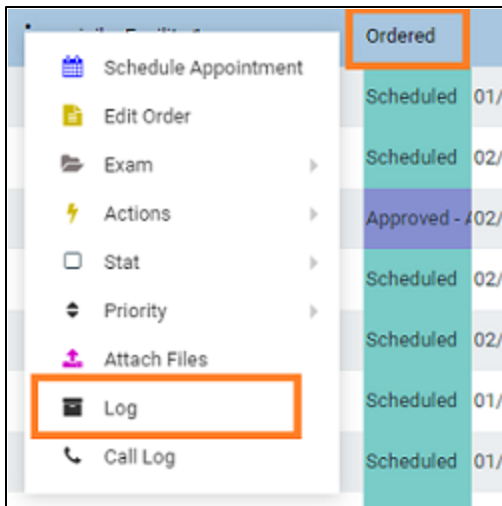 Ordered
Schedule Appointment
Scheduled 01/
Edit Order
Scheduled 02/
Exam
Actions
Approved - A02/
Stat
Scheduled 02/
Priority
Scheduled 02/
Attach Files
Log
Scheduled 01/
Call Log
Scheduled 01/